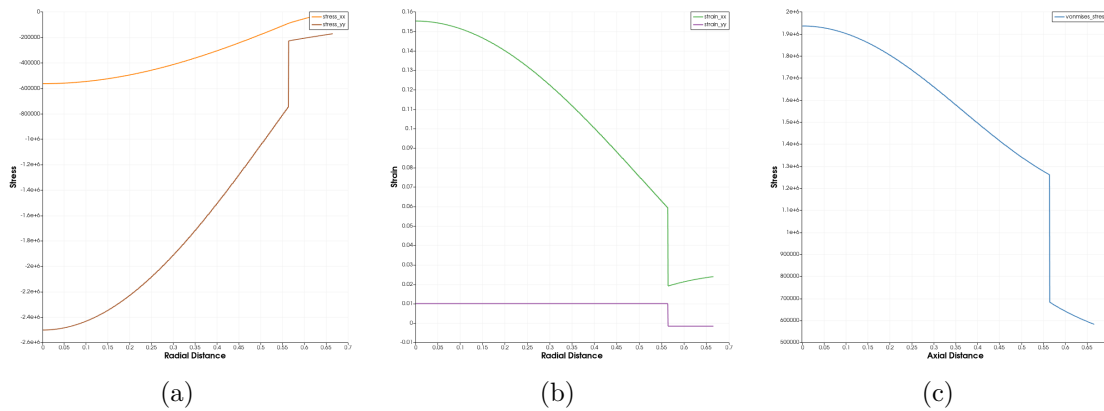 stress_xx
stress_yy
0
-200000
-400000
-600000
-800000
-1e+6
-1.2e+6
-1.4e+6
-1.6e+6
-1.8e+6
-2e+6
-2.2e+6
-2.4e+6
-2.6e+6
Stress
0 0.05 0.1 0.15 0.2 0.25 0.3 0.35 0.4 0.45 0.5 0.55 0.6 0.65 0.7
Radial Distance
(a)
strain_xx
strain_yy
0.16
0.15
0.14
0.13
0.12
0.11
0.1
0.09
0.08
0.07
0.06
0.05
0.04
0.03
0.02
0.01
0
-0.01
Strain
0 0.05 0.1 0.15 0.2 0.25 0.3 0.35 0.4 0.45 0.5 0.55 0.6 0.65 0.7
Radial Distance
(b)
vonmises_stress
2e+6
1.9e+6
1.8e+6
1.7e+6
1.6e+6
1.5e+6
1.4e+6
1.3e+6
1.2e+6
1.1e+6
1e+6
900000
800000
700000
600000
500000
Stress
0 0.05 0.1 0.15 0.2 0.25 0.3 0.35 0.4 0.45 0.5 0.55 0.6 0.65
Axial Distance
(c)